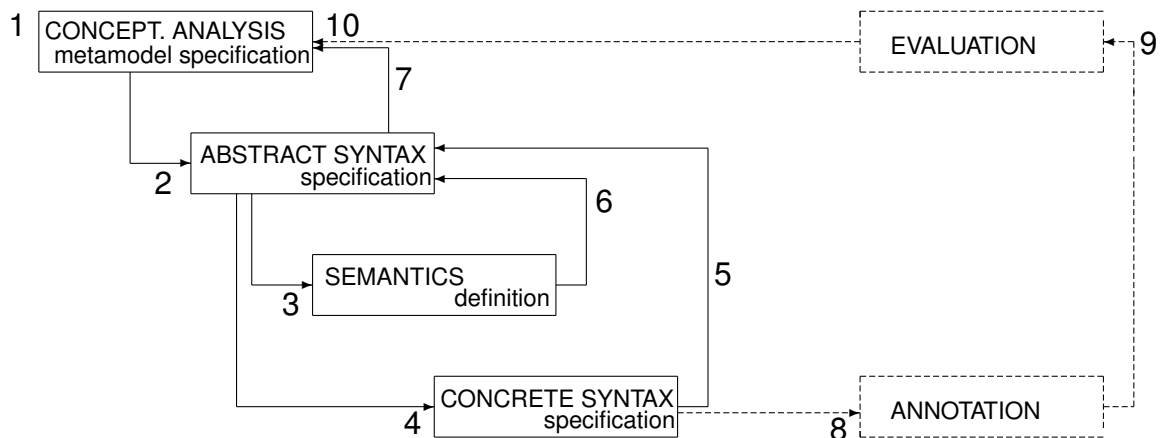 1
CONCEPT. ANALYSIS
metamodel specification
10
EVALUATION
9
7
2
ABSTRACT SYNTAX
specification
6
5
3
SEMANTICS
definition
4
CONCRETE SYNTAX
specification
8
ANNOTATION